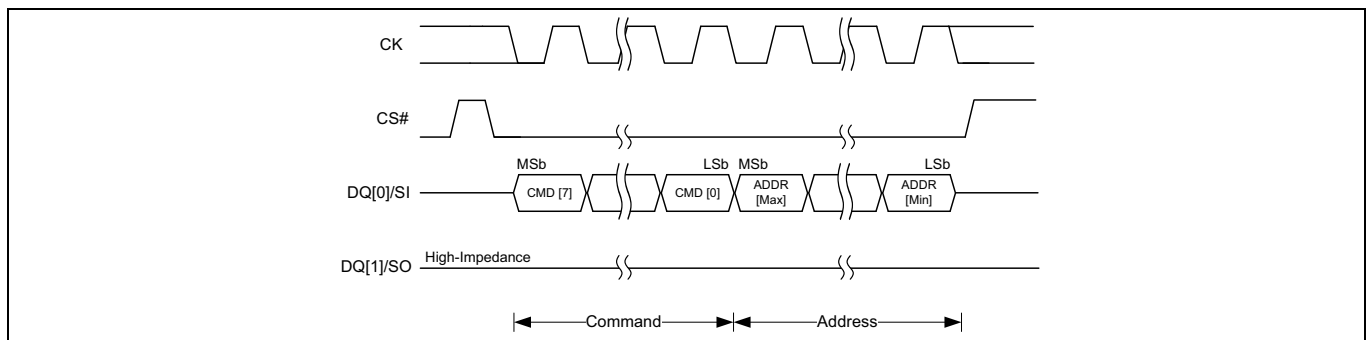 CK
CS#
MSb LSb MSb LSb
DQ[0]/SI CMD [7] CMD [0] ADDR [Max] ADDR [Min]
DQ[1]/SO High-Impedance
Command Address